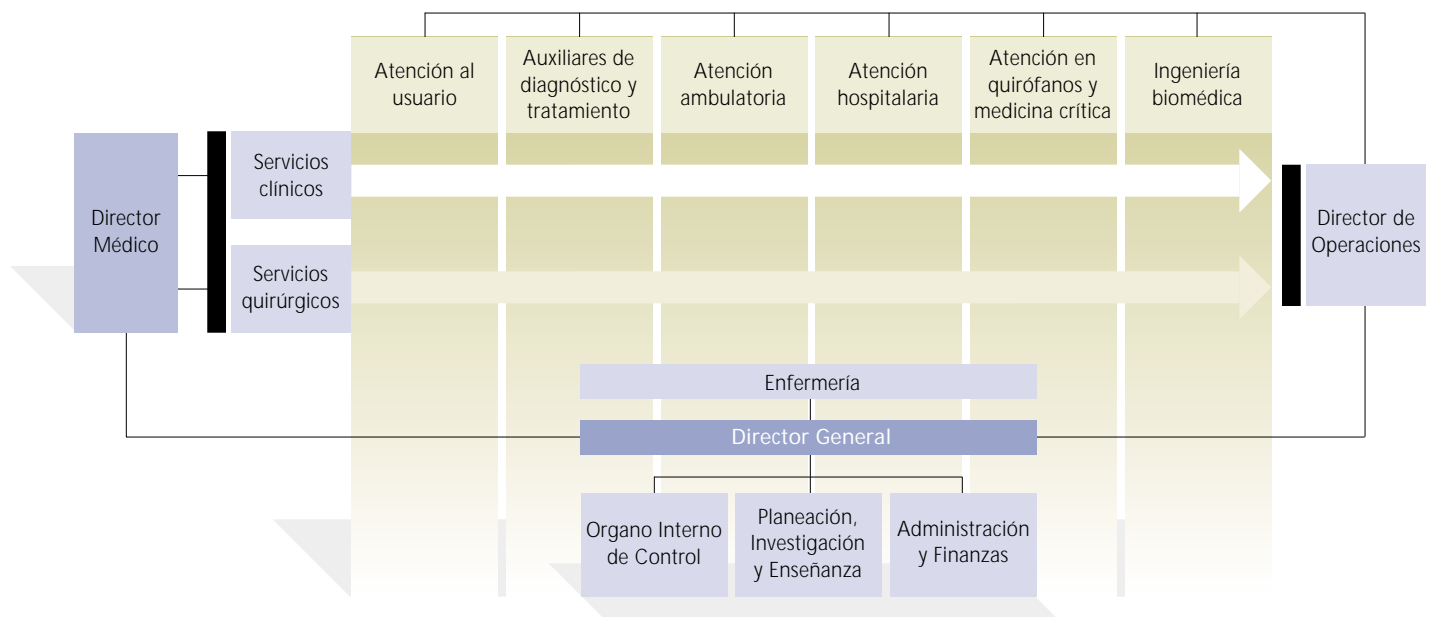 Atención al
usuario
Auxiliares de
diagnóstico y
tratamiento
Atención
ambulatoria
Atención
hospitalaria
Atención en
quirófanos y
medicina crítica
Ingeniería
biomédica
Director
Médico
Servicios
clínicos
Servicios
quirúrgicos
Director de
Operaciones
Enfermería
Director General
Organo Interno
de Control
Planeación,
Investigación
y Enseñanza
Administración
y Finanzas